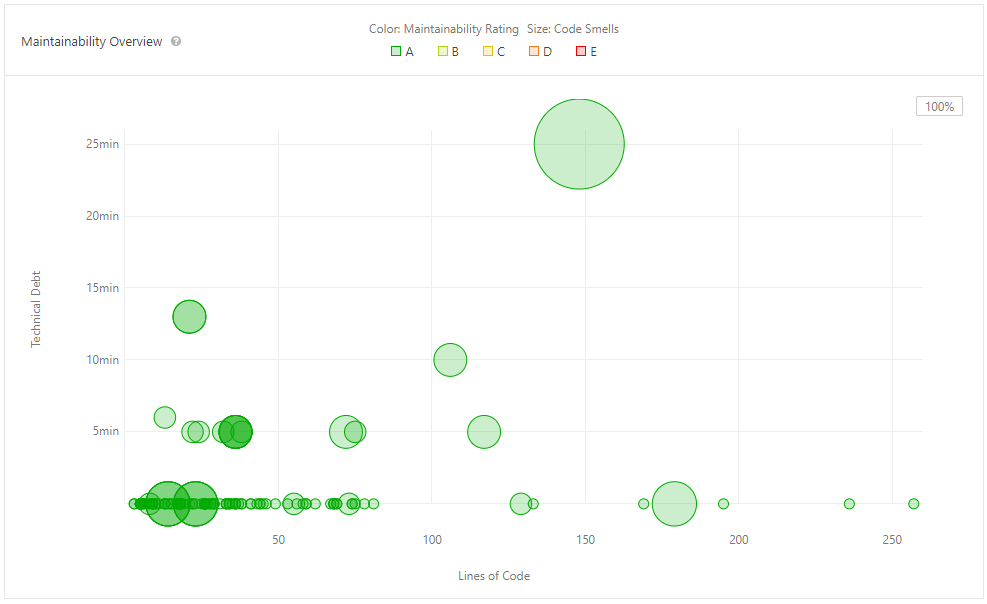 Maintainability Overview ?
Color: Maintainability Rating Size: Code Smells
A B C D E
100%
25min
20min
15min
10min
5min
Technical Debt
50 100 150 200 250
Lines of Code